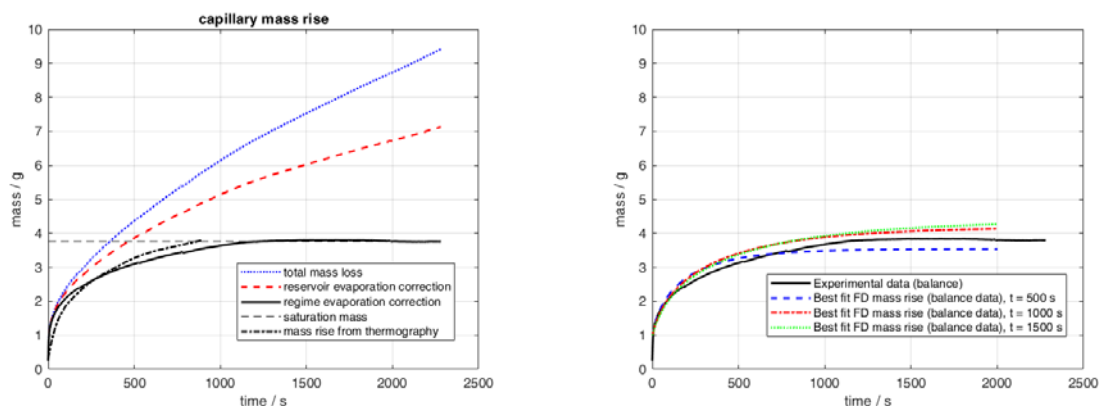 capillary mass rise
mass / g
10
9
8
7
6
5
4
3
2
1
0
total mass loss
reservoir evaporation correction
regime evaporation correction
saturation mass
mass rise from thermography
0 500 1000 1500 2000 2500
time / s
mass / g
10
9
8
7
6
5
4
3
2
1
0
Experimental data (balance)
Best fit FD mass rise (balance data), t = 500 s
Best fit FD mass rise (balance data), t = 1000 s
Best fit FD mass rise (balance data), t = 1500 s
0 500 1000 1500 2000 2500
time / s